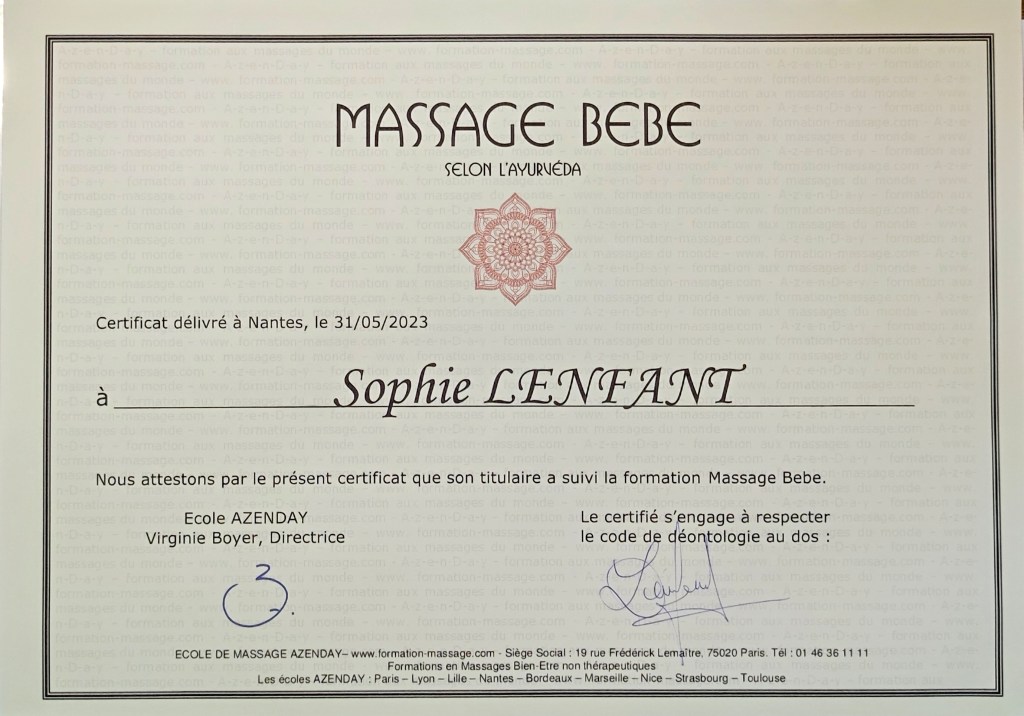 MASSAGE BEBE
SELON L'AYURVÉDA
Certificat délivré à Nantes, le 31/05/2023
à Sophie LENFANT
Nous attestons par le présent certificat que son titulaire a suivi la formation Massage Bebe.
Ecole AZENDAY
Virginie Boyer, Directrice
Le certifié s'engage à respecter
le code de déontologie au dos :
ECOLE DE MASSAGE AZENDAY– www.formation-massage.com - Siège Social : 19 rue Frédérick Lemaître, 75020 Paris. Tél : 01 46 36 11 11
Formations en Massages Bien-Etre non thérapeutiques
Les écoles AZENDAY : Paris – Lyon – Lille – Nantes – Bordeaux – Marseille – Nice – Strasbourg – Toulouse